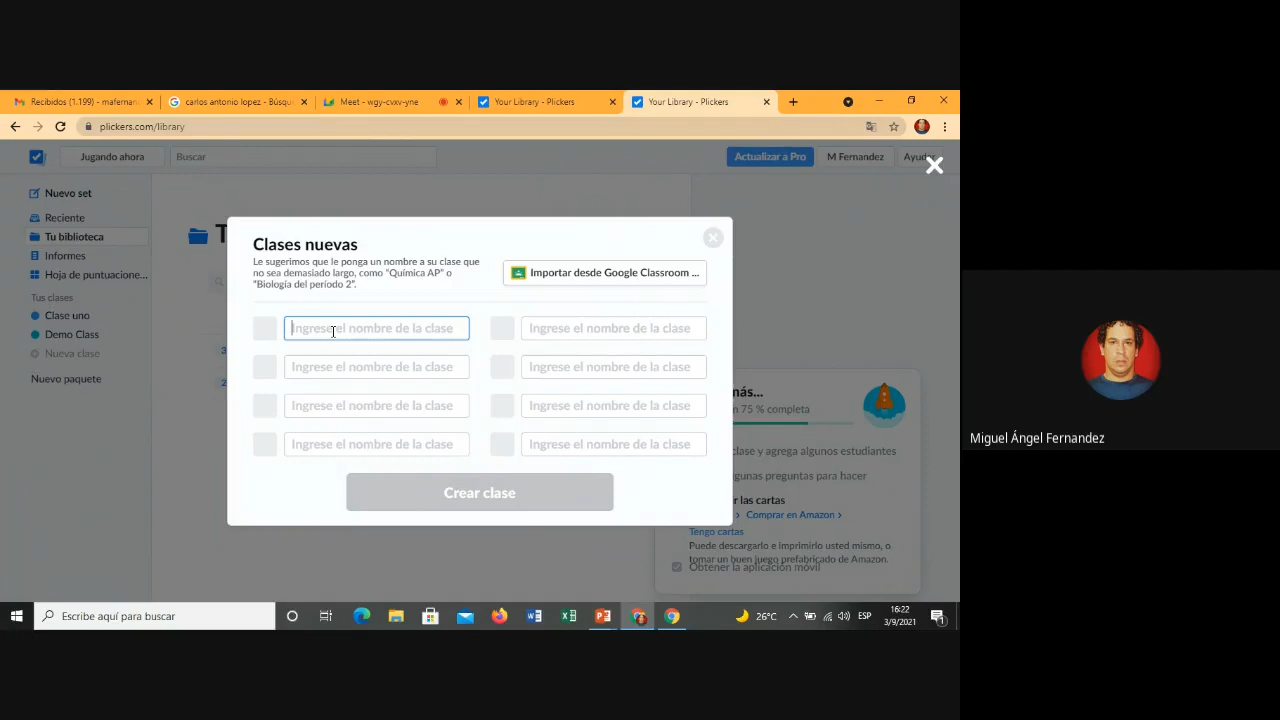 Recibidos (1.199) - mafernan
carlos antonio lopez - Búsqu
Meet - wgy-cvxv-yne
Your Library - Plickers
Your Library - Plickers
plickers.com/library
Jugando ahora
Buscar
Actualizar a Pro
M Fernandez
Ayuda
Nuevo set
Reciente
Tu biblioteca
Informes
Hoja de puntuacione...
Tus clases
Clase uno
Demo Class
Nueva clase
Nuevo paquete
T
Clases nuevas
Le sugerimos que le ponga un nombre a su clase que
no sea demasiado largo, como "Química AP" o
"Biología del período 2".
Importar desde Google Classroom ...
Ingrese el nombre de la clase
Ingrese el nombre de la clase
Ingrese el nombre de la clase
Ingrese el nombre de la clase
Ingrese el nombre de la clase
Ingrese el nombre de la clase
Ingrese el nombre de la clase
Ingrese el nombre de la clase
Crear clase
más...
n 75 % completa
clase y agrega algunos estudiantes
gunas preguntas para hacer
ir las cartas
Comprar en Amazon
Tengo cartas
Puede descargarlo e imprimirlo usted mismo, o
tomar un buen juego prefabricado de Amazon.
Obtener la aplicación móvil
Miguel Ángel Fernandez
Escribe aquí para buscar
26°C
ESP
16:22
3/9/2021
1